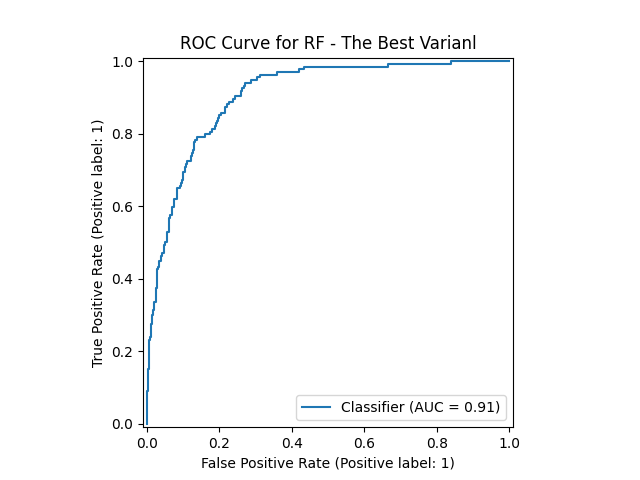 ROC Curve for RF - The Best Varianl
1.0
0.8
0.6
0.4
0.2
0.0
True Positive Rate (Positive label: 1)
Classifier (AUC = 0.91)
0.0 0.2 0.4 0.6 0.8 1.0
False Positive Rate (Positive label: 1)